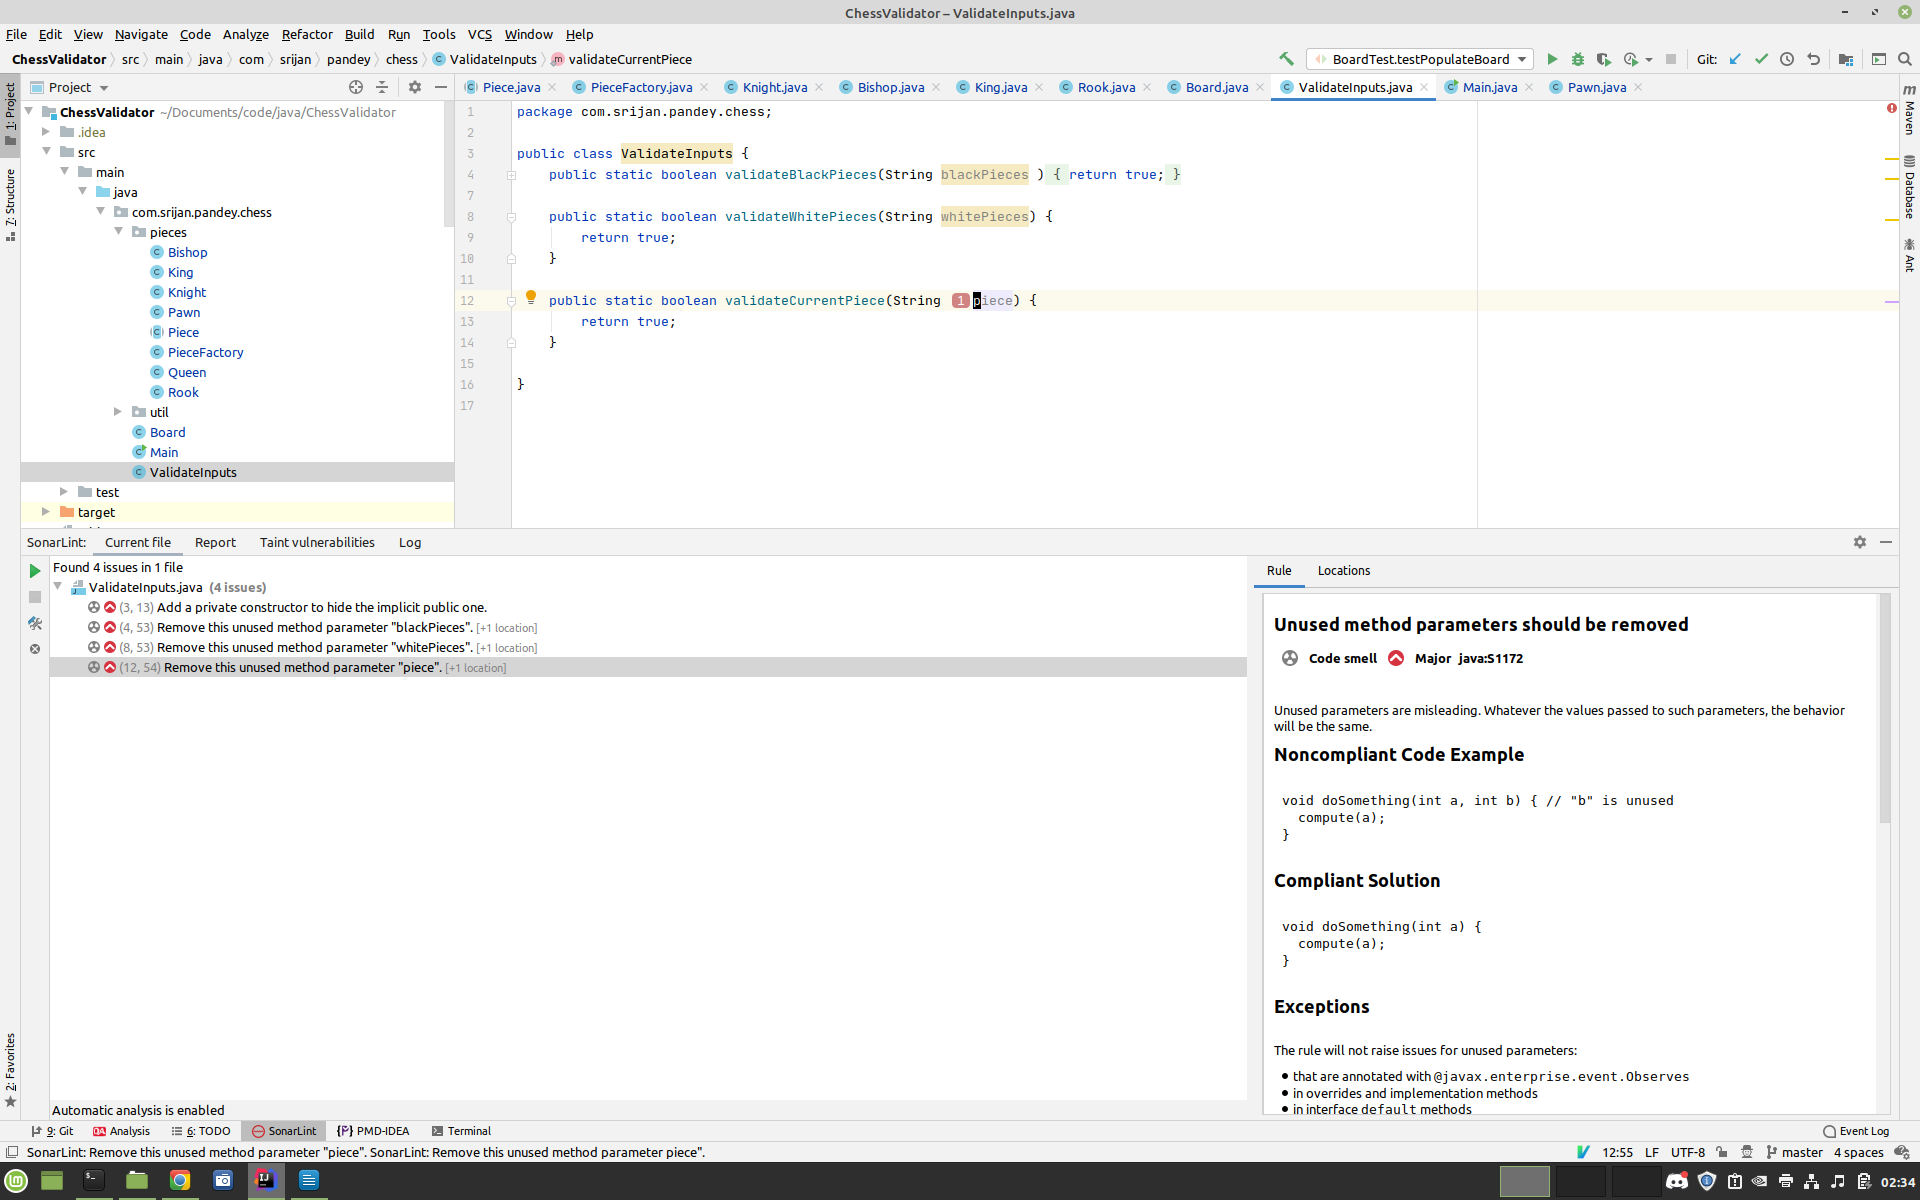 ChessValidator – ValidateInputs.java
File Edit View Navigate Code Analyze Refactor Build Run Tools VCS Window Help
ChessValidator src main java com srijan pandey chess ValidateInputs validateCurrentPiece
BoardTest.testPopulateBoard
Git:
Project
Piece.java PieceFactory.java Knight.java Bishop.java King.java Rook.java Board.java ValidateInputs.java Main.java Pawn.java
1: Project
7: Structure
2: Favorites
Maven
Database
Ant
ChessValidator ~/Documents/code/java/ChessValidator
.idea
src
main
java
com.srijan.pandey.chess
pieces
Bishop
King
Knight
Pawn
Piece
PieceFactory
Queen
Rook
util
Board
Main
ValidateInputs
test
target
1 package com.srijan.pandey.chess;
2
3 public class ValidateInputs {
4 public static boolean validateBlackPieces(String blackPieces ) { return true; }
7
8 public static boolean validateWhitePieces(String whitePieces) {
9 return true;
10 }
11
12 public static boolean validateCurrentPiece(String 1 piece) {
13 return true;
14 }
15
16 }
17
SonarLint: Current file Report Taint vulnerabilities Log
Found 4 issues in 1 file
ValidateInputs.java (4 issues)
(3, 13) Add a private constructor to hide the implicit public one.
(4, 53) Remove this unused method parameter "blackPieces". [+1 location]
(8, 53) Remove this unused method parameter "whitePieces". [+1 location]
(12, 54) Remove this unused method parameter "piece". [+1 location]
Automatic analysis is enabled
Rule Locations
Unused method parameters should be removed
Code smell Major java:S1172
Unused parameters are misleading. Whatever the values passed to such parameters, the behavior
will be the same.
Noncompliant Code Example
void doSomething(int a, int b) { // "b" is unused
compute(a);
}
Compliant Solution
void doSomething(int a) {
compute(a);
}
Exceptions
The rule will not raise issues for unused parameters:
that are annotated with @javax.enterprise.event.Observes
in overrides and implementation methods
in interface default methods
9: Git Analysis 6: TODO SonarLint PMD-IDEA Terminal Event Log
SonarLint: Remove this unused method parameter "piece". SonarLint: Remove this unused method parameter piece".
12:55 LF UTF-8 master 4 spaces
02:34